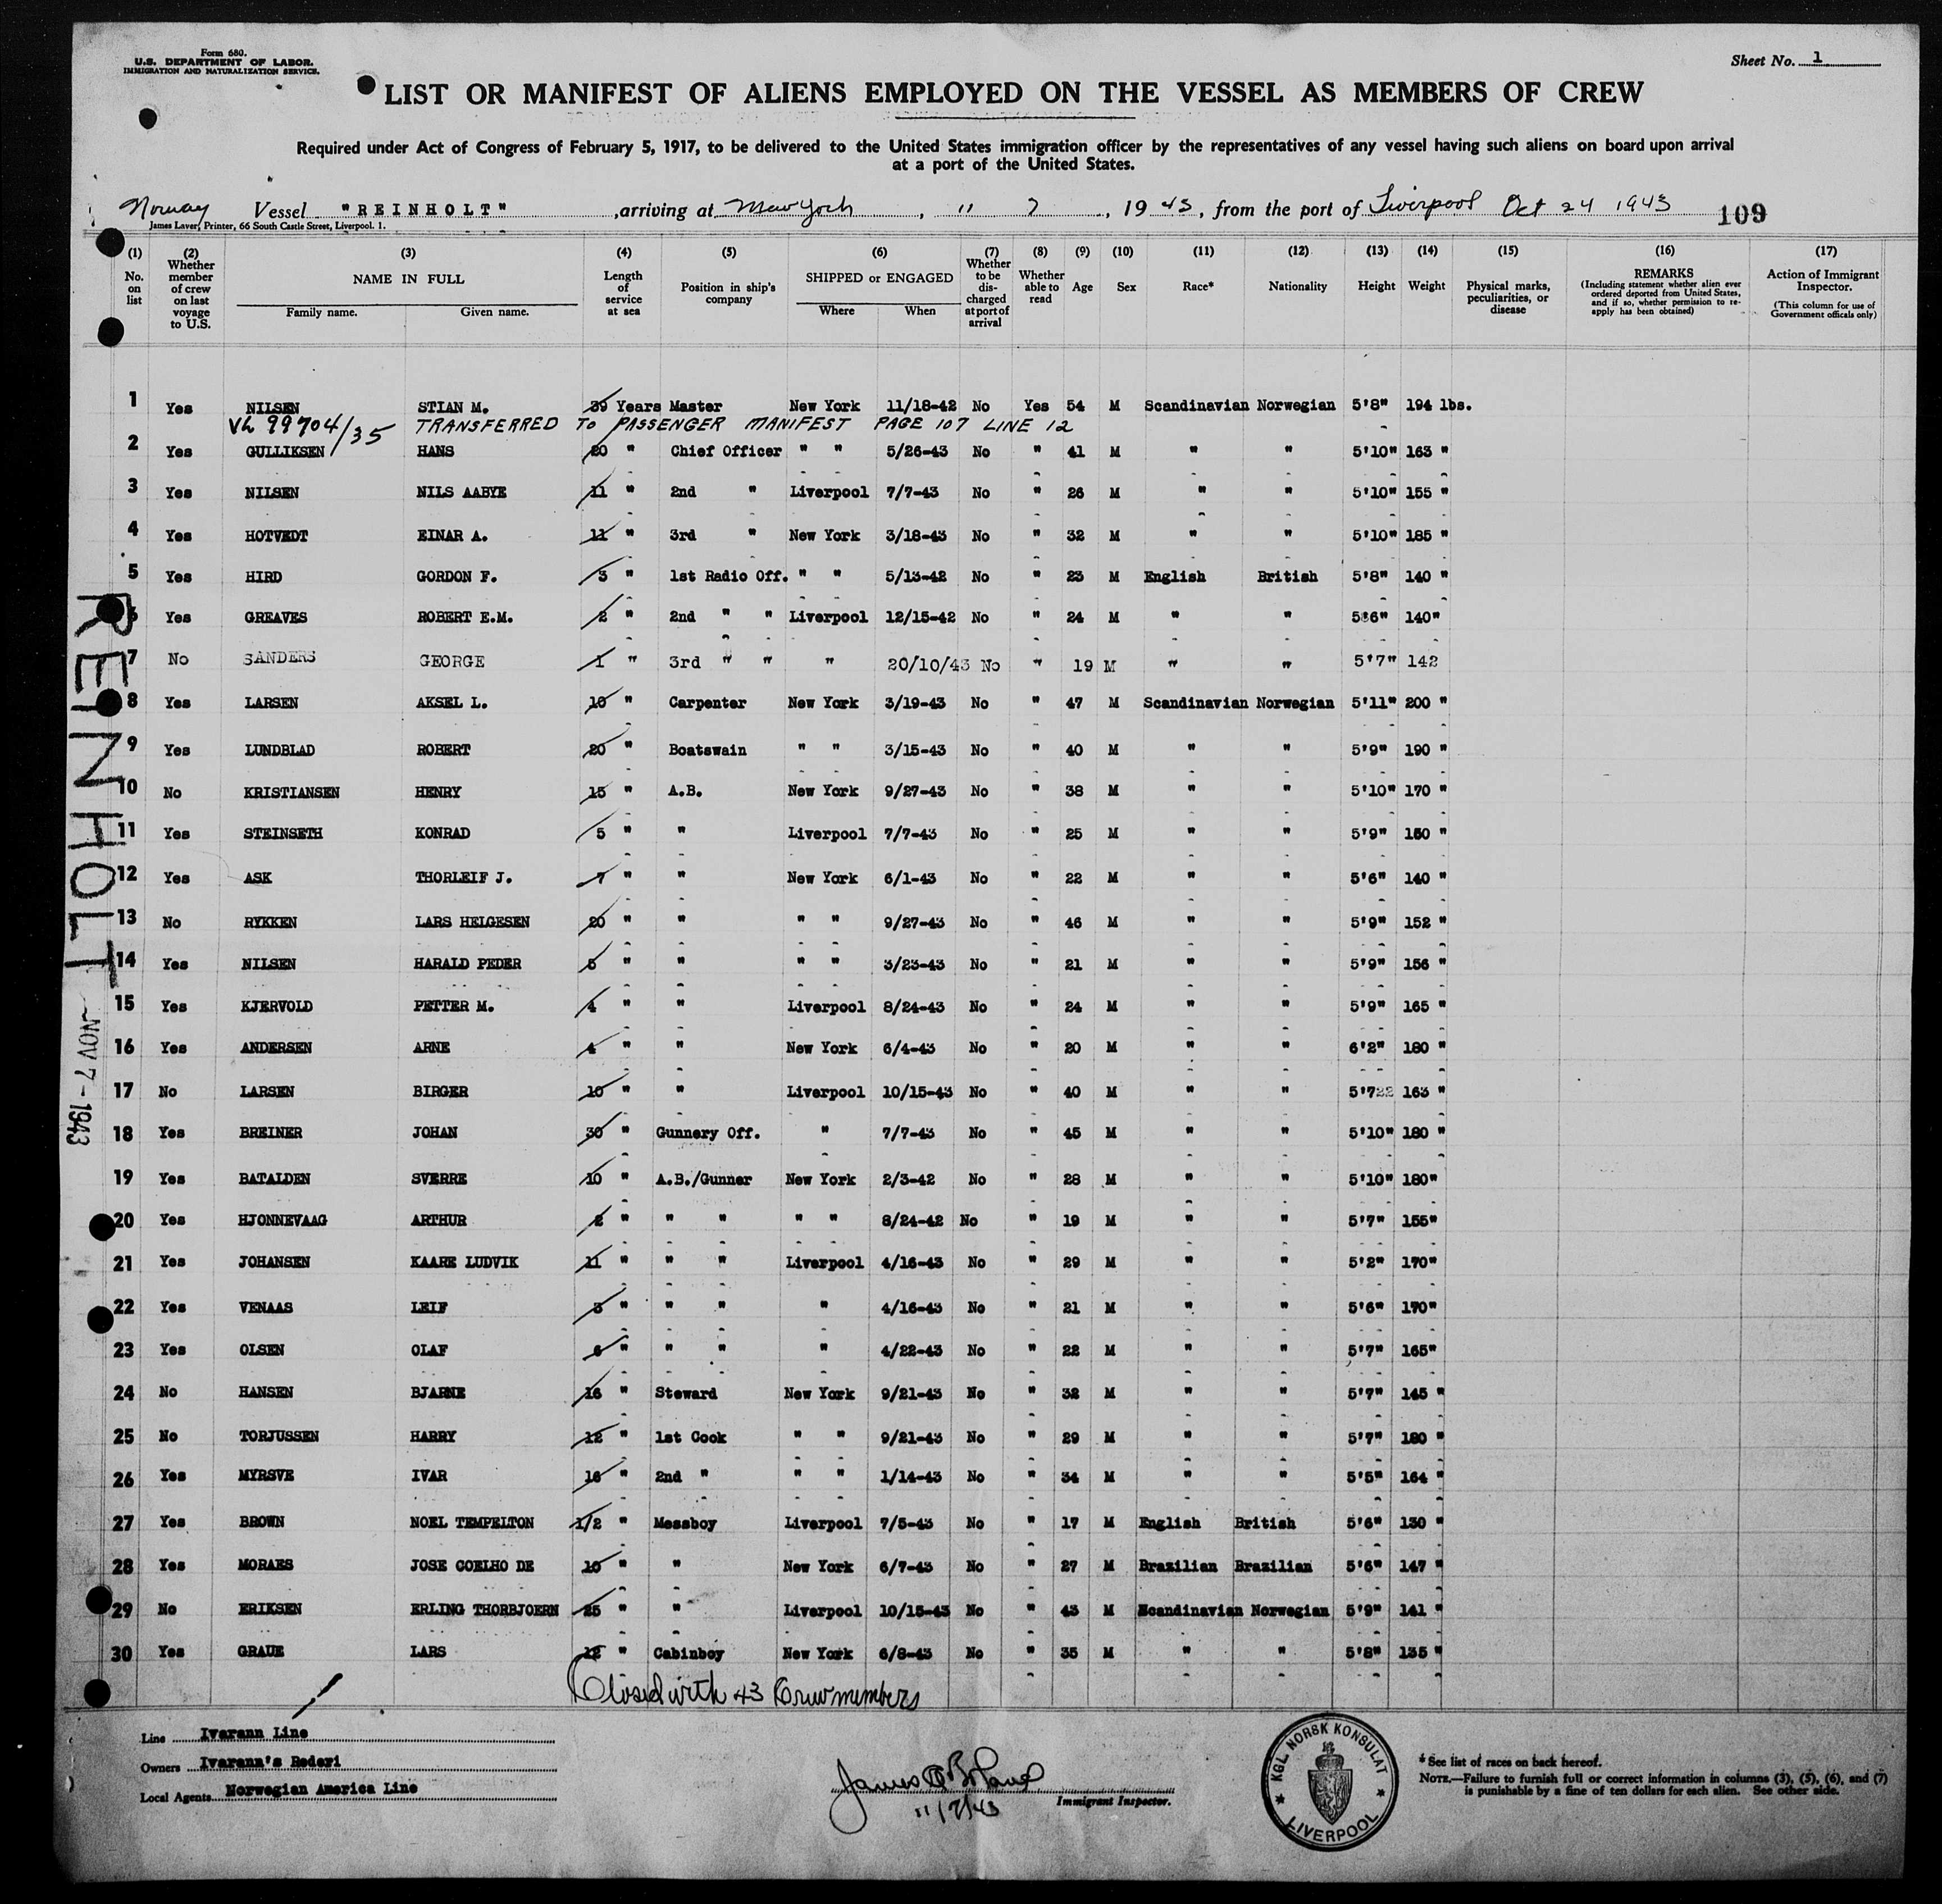 Form 680.
U.S. DEPARTMENT OF LABOR.
IMMIGRATION AND NATURALIZATION SERVICE.
Sheet No. 1
LIST OR MANIFEST OF ALIENS EMPLOYED ON THE VESSEL AS MEMBERS OF CREW
Required under Act of Congress of February 5, 1917, to be delivered to the United States immigration officer by the representatives of any vessel having such aliens on board upon arrival
at a port of the United States.
Norway Vessel "REINHOLT", arriving at New York, 11 7, 1943, from the port of Liverpool Oct 24 1943 109
James Laver, Printer, 66 South Castle Street, Liverpool. 1.
(1) No. on list (2) Whether member of crew on last voyage to U.S. (3) NAME IN FULL Family name. Given name. (4) Length of service at sea (5) Position in ship's company (6) SHIPPED or ENGAGED Where When (7) Whether to be discharged at port of arrival (8) Whether able to read (9) Age (10) Sex (11) Race* (12) Nationality (13) Height (14) Weight (15) Physical marks, peculiarities, or disease (16) REMARKS (Including statement whether alien ever ordered deported from United States, and if so, whether permission to re-apply has been obtained) (17) Action of Immigrant Inspector. (This column for use of Government officials only)
1 Yes NILSEN STIAN M. 39 Years Master New York 11/18-42 No Yes 54 M Scandinavian Norwegian 5'8" 194 lbs.
VL 99704/35 TRANSFERRED TO PASSENGER MANIFEST PAGE 107 LINE 12
2 Yes GULLIKSEN HANS 20 " Chief Officer " " 5/26-43 No " 41 M " " 5'10" 163 "
3 Yes NILSEN NILS AABYE 11 " 2nd " Liverpool 7/7-43 No " 26 M " " 5'10" 155 "
4 Yes HOTVEDT EINAR A. 11 " 3rd " New York 3/18-43 No " 32 M " " 5'10" 185 "
5 Yes HIRD GORDON F. 3 " 1st Radio Off. " " 5/13-42 No " 23 M English British 5'8" 140 "
6 Yes GREAVES ROBERT E.M. 2 " 2nd " " Liverpool 12/15-42 No " 24 M " " 5'6" 140"
7 No SANDERS GEORGE 1 " 3rd " " " 20/10/43 No " 19 M " " 5'7" 142
8 Yes LARSEN AKSEL L. 10 " Carpenter New York 3/19-43 No " 47 M Scandinavian Norwegian 5'11" 200 "
9 Yes LUNDBLAD ROBERT 20 " Boatswain " " 3/15-43 No " 40 M " " 5'9" 190 "
10 No KRISTIANSEN HENRY 15 " A.B. New York 9/27-43 No " 38 M " " 5'10" 170 "
11 Yes STEINSETH KONRAD 5 " " Liverpool 7/7-43 No " 25 M " " 5'9" 150 "
12 Yes ASK THORLEIF J. 7 " " New York 6/1-43 No " 22 M " " 5'6" 140 "
13 No RYKKEN LARS HELGESEN 20 " " " " 9/27-43 No " 46 M " " 5'9" 152 "
14 Yes NILSEN HARALD PEDER 5 " " " " 3/23-43 No " 21 M " " 5'9" 156 "
15 Yes KJERVOLD PETTER M. 4 " " Liverpool 8/24-43 No " 24 M " " 5'9" 165 "
16 Yes ANDERSEN ARNE 4 " " New York 6/4-43 No " 20 M " " 6'2" 180 "
17 No LARSEN BIRGER 10 " " Liverpool 10/15-43 No " 40 M " " 5'7 163 "
18 Yes BREINER JOHAN 30 " Gunnery Off. " 7/7-43 No " 45 M " " 5'10" 180 "
19 Yes BATALDEN SVERRE 10 " A.B./Gunner New York 2/3-42 No " 28 M " " 5'10" 180"
20 Yes HJONNEVAAG ARTHUR 2 " " " " " 8/24-42 No " 19 M " " 5'7" 155"
21 Yes JOHANSEN KAARE LUDVIK 11 " " " Liverpool 4/16-43 No " 29 M " " 5'2" 170"
22 Yes VENAAS LEIF 3 " " " " 4/16-43 No " 21 M " " 5'6" 170"
23 Yes OLSEN OLAF 6 " " " " 4/22-43 No " 22 M " " 5'7" 165"
24 No HANSEN BJARNE 16 " Steward New York 9/21-43 No " 32 M " " 5'7" 145 "
25 No TORJUSSEN HARRY 12 " 1st Cook " " 9/21-43 No " 29 M " " 5'7" 180 "
26 Yes MYRSVE IVAR 16 " 2nd " " " 1/14-43 No " 34 M " " 5'5" 164 "
27 Yes BROWN NOEL TEMPELTON 1/2 " Messboy Liverpool 7/5-43 No " 17 M English British 5'6" 130 "
28 Yes MORAES JOSE COELHO DE 10 " " New York 6/7-43 No " 27 M Brazilian Brazilian 5'6" 147 "
29 No ERIKSEN ERLING THORBJOERN 25 " " Liverpool 10/15-43 No " 43 M Scandinavian Norwegian 5'9" 141 "
30 Yes GRAUE LARS 12 " Cabinboy New York 6/8-43 No " 35 M " " 5'8" 135 "
Closed with 43 Crewmembers
REINHOLT
NOV 7 - 1943
Line Ivarann Line
Owners Ivarann's Rederi
Local Agents Norwegian America Line
11/7/43
Immigrant Inspector.
KGL. NORSK KONSULAT
LIVERPOOL
* See list of races on back hereof.
NOTE.—Failure to furnish full or correct information in columns (3), (5), (6), and (7)
is punishable by a fine of ten dollars for each alien. See other side.